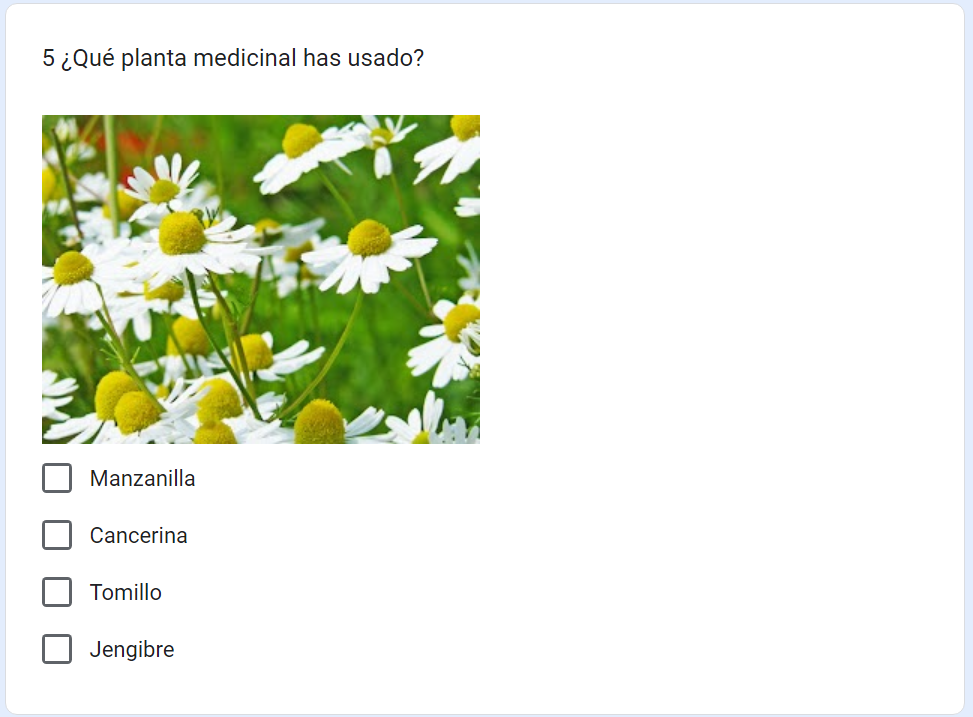 5 ¿Qué planta medicinal has usado?
Manzanilla
Cancerina
Tomillo
Jengibre